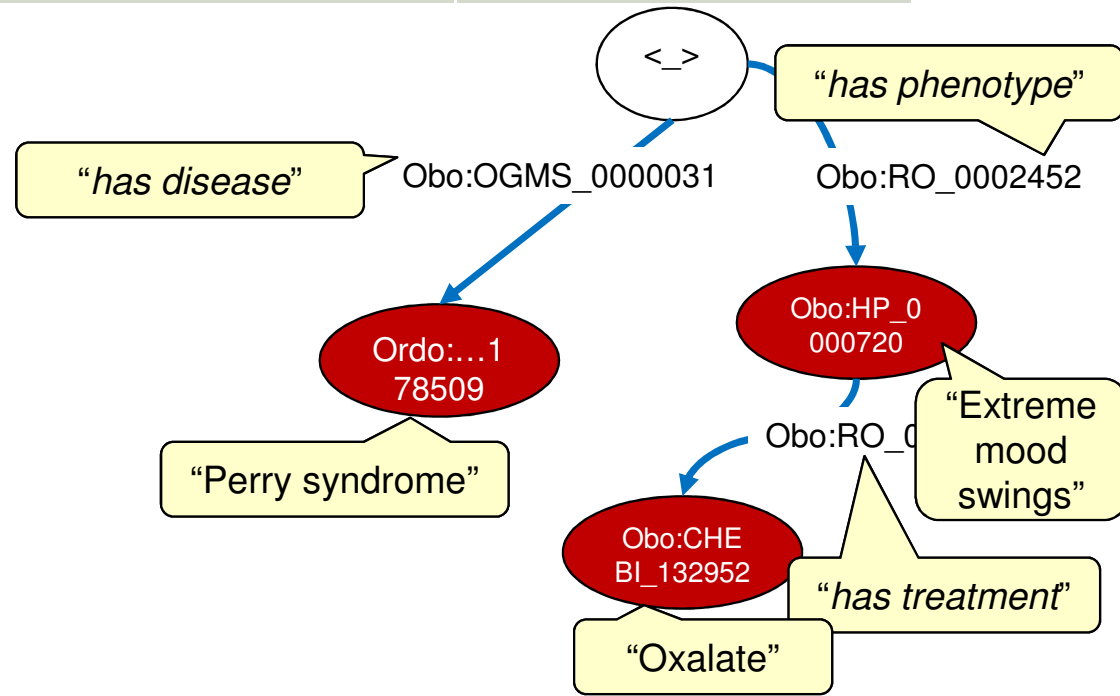 <_>
“has phenotype”
“has disease”
Obo:OGMS_0000031
Obo:RO_0002452
Obo:HP_0
000720
Ordo:…1
78509
“Extreme
mood
swings”
Obo:RO_0
“Perry syndrome”
Obo:CHE
BI_132952
“has treatment”
“Oxalate”